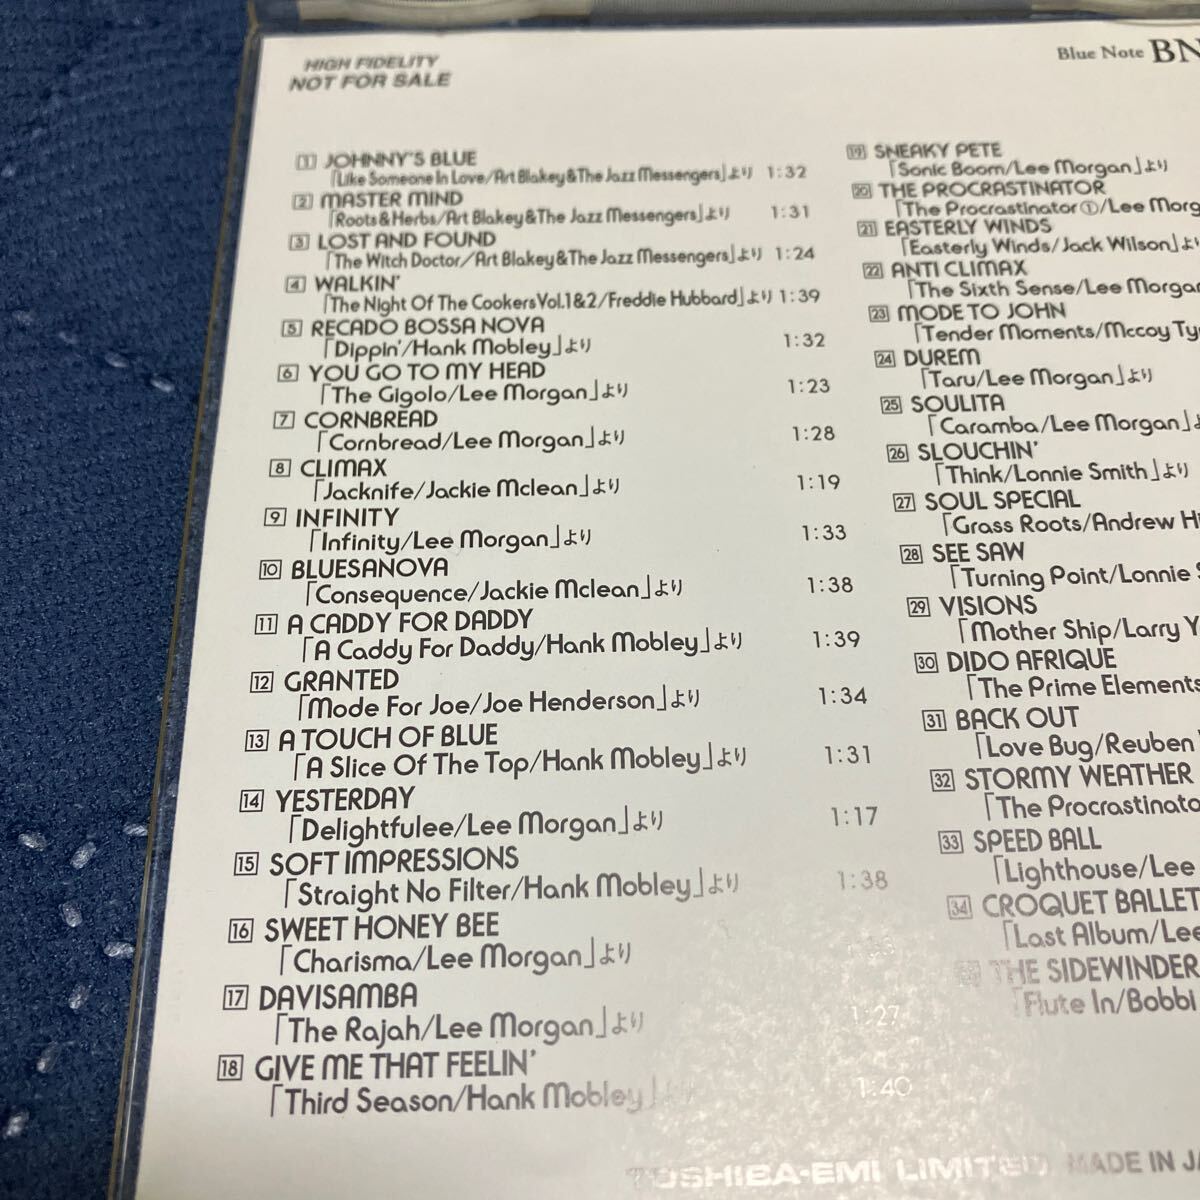 HIGH FIDELITY
NOT FOR SALE
Blue Note BN
1 JOHNNY'S BLUE
「Like Someone In Love/Art Blakey&The Jazz Messengers」より 1:32
2 MASTER MIND
「Roots&Herbs/Art Blakey&The Jazz Messengers」より 1:31
3 LOST AND FOUND
「The Witch Doctor/Art Blakey&The Jazz Messengers」より 1:24
4 WALKIN'
「The Night Of The Cookers Vol.1&2/Freddie Hubbard」より 1:39
5 RECADO BOSSA NOVA
「Dippin'/Hank Mobley」より 1:32
6 YOU GO TO MY HEAD
「The Gigolo/Lee Morgan」より 1:23
7 CORNBREAD
「Cornbread/Lee Morgan」より 1:28
8 CLIMAX
「Jacknife/Jackie Mclean」より 1:19
9 INFINITY
「Infinity/Lee Morgan」より 1:33
10 BLUESANOVA
「Consequence/Jackie Mclean」より 1:38
11 A CADDY FOR DADDY
「A Caddy For Daddy/Hank Mobley」より 1:39
12 GRANTED
「Mode For Joe/Joe Henderson」より 1:34
13 A TOUCH OF BLUE
「A Slice Of The Top/Hank Mobley」より 1:31
14 YESTERDAY
「Delightfulee/Lee Morgan」より 1:17
15 SOFT IMPRESSIONS
「Straight No Filter/Hank Mobley」より 1:38
16 SWEET HONEY BEE
「Charisma/Lee Morgan」より
17 DAVISAMBA
「The Rajah/Lee Morgan」より 1:27
18 GIVE ME THAT FEELIN'
「Third Season/Hank Mobley」より 1:40
19 SNEAKY PETE
「Sonic Boom/Lee Morgan」より
20 THE PROCRASTINATOR
「The Procrastinator①/Lee Morg
21 EASTERLY WINDS
「Easterly Winds/Jack Wilson」よ
22 ANTI CLIMAX
「The Sixth Sense/Lee Morgan
23 MODE TO JOHN
「Tender Moments/Mccoy Ty
24 DUREM
「Taru/Lee Morgan」より
25 SOULITA
「Caramba/Lee Morgan」よ
26 SLOUCHIN'
「Think/Lonnie Smith」より
27 SOUL SPECIAL
「Grass Roots/Andrew Hi
28 SEE SAW
「Turning Point/Lonnie S
29 VISIONS
「Mother Ship/Larry Y
30 DIDO AFRIQUE
「The Prime Elements
31 BACK OUT
「Love Bug/Reuben
32 STORMY WEATHER
「The Procrastinato
33 SPEED BALL
「Lighthouse/Lee
34 CROQUET BALLET
「Last Album/Lee
THE SIDEWINDER
「Flute In/Bobbi
TOSHIBA-EMI LIMITED MADE IN JA